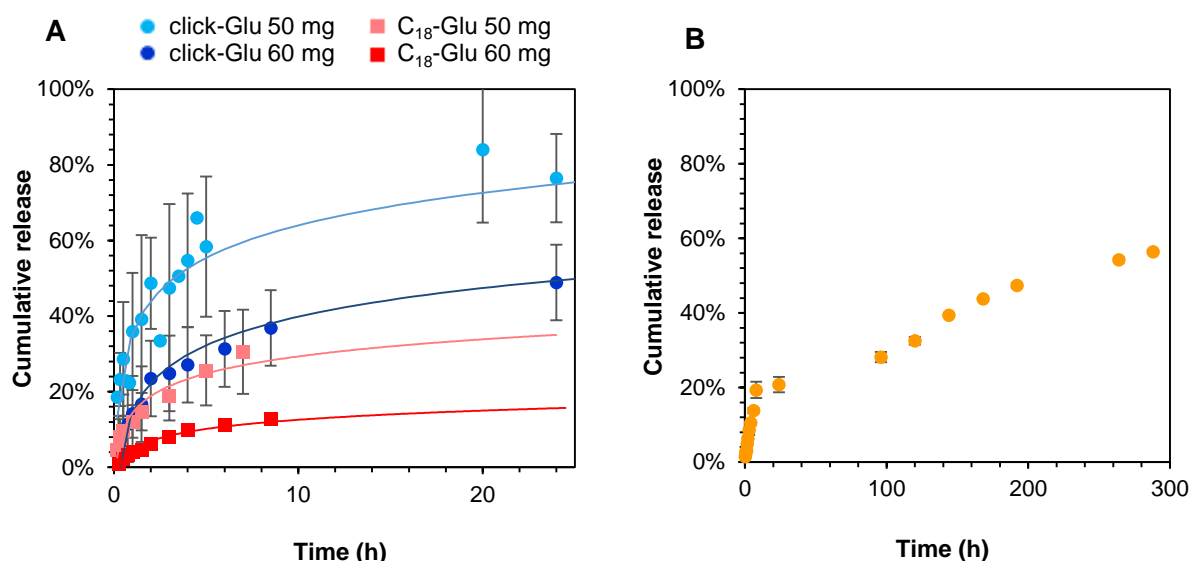 A
click-Glu 50 mg
C₁₈-Glu 50 mg
click-Glu 60 mg
C₁₈-Glu 60 mg
100%
80%
60%
40%
20%
0%
Cumulative release
0
10
20
Time (h)
B
100%
80%
60%
40%
20%
0%
Cumulative release
0
100
200
300
Time (h)